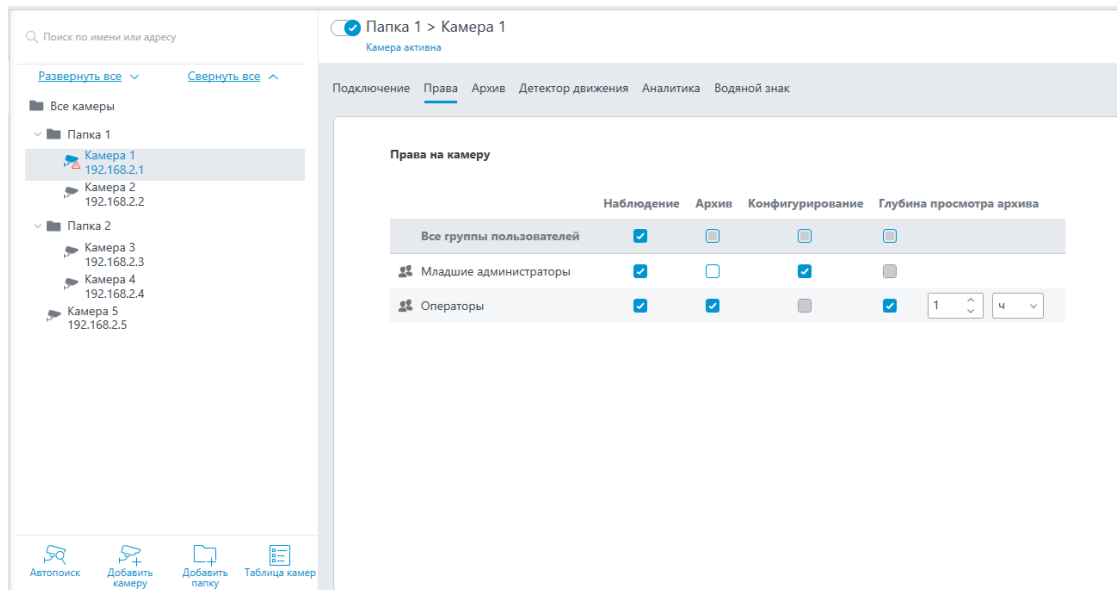 Поиск по имени или адресу
Развернуть все
Свернуть все
Все камеры
Папка 1
Камера 1
192.168.2.1
Камера 2
192.168.2.2
Папка 2
Камера 3
192.168.2.3
Камера 4
192.168.2.4
Камера 5
192.168.2.5
Автопоиск
Добавить
камеру
Добавить
папку
Таблица камер
Папка 1 > Камера 1
Камера активна
Подключение Права Архив Детектор движения Аналитика Водяной знак
Права на камеру
Наблюдение Архив Конфигурирование Глубина просмотра архива
Все группы пользователей
Младшие администраторы
Операторы 1 ч